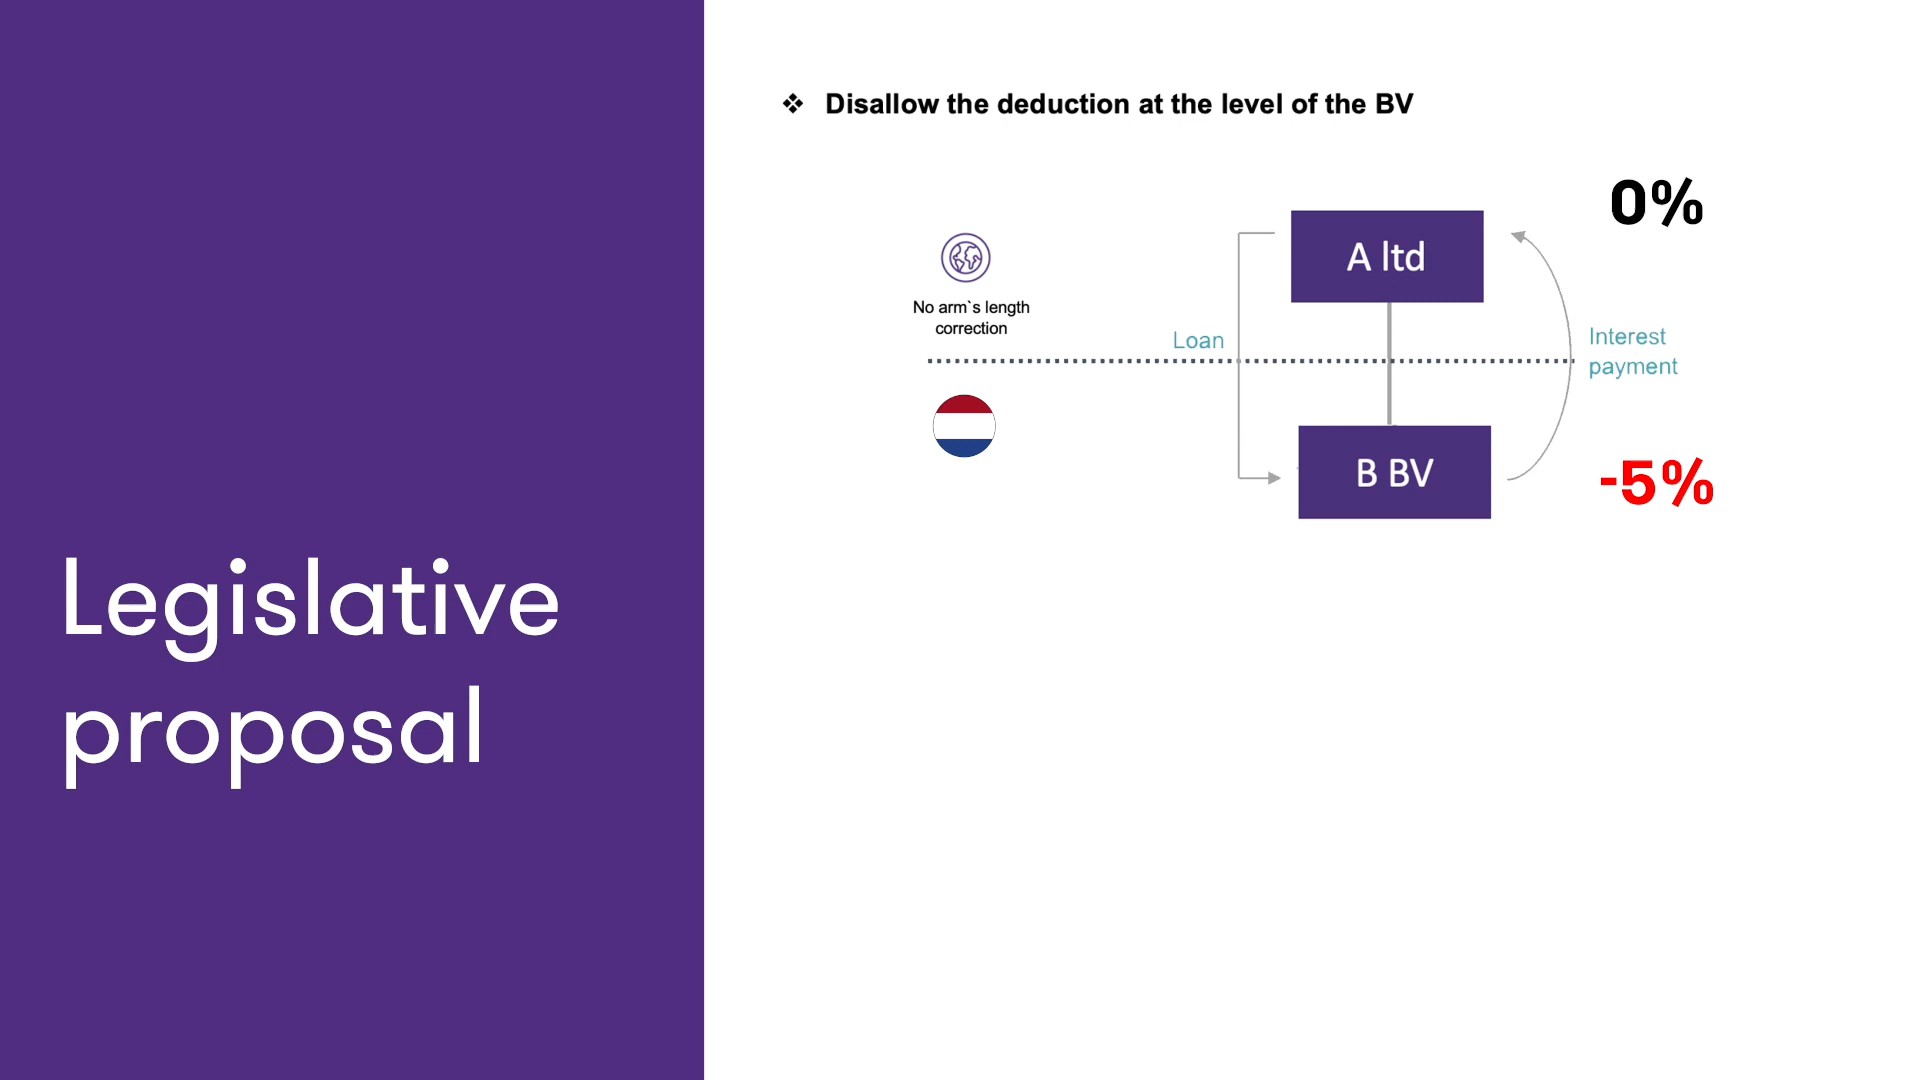 Legislative
proposal
❖ Disallow the deduction at the level of the BV
0%
A ltd
No arm`s length
correction
Loan
Interest
payment
B BV
-5%